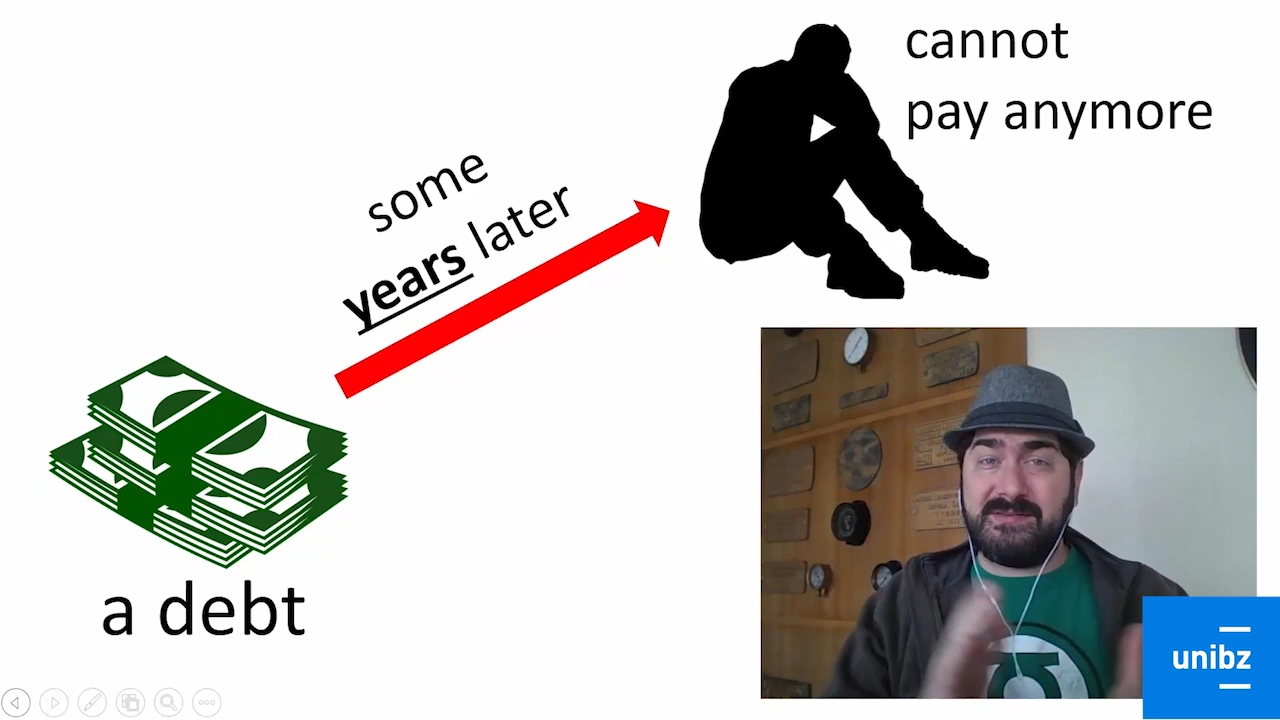 cannot
pay anymore
some
years later
a debt
unibz